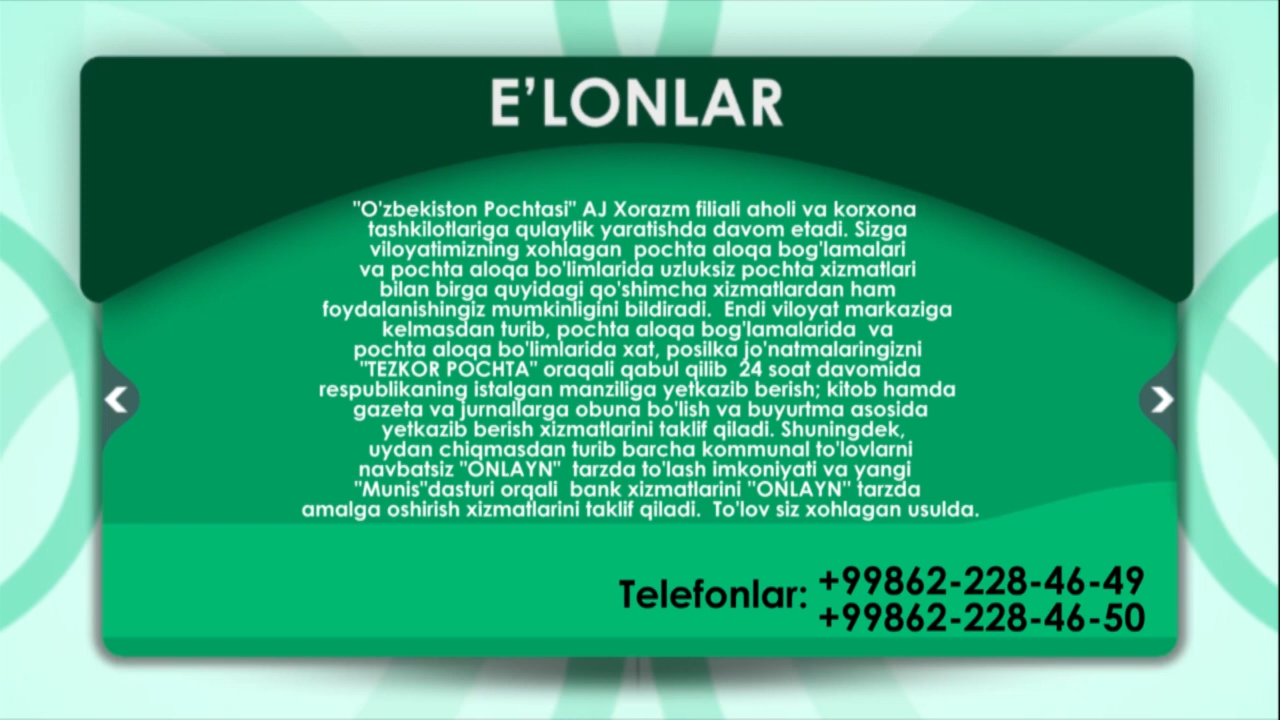 E'LONLAR
"O'zbekiston Pochtasi" AJ Xorazm filiali aholi va korxona
tashkilotlariga qulaylik yaratishda davom etadi. Sizga
viloyatimizning xohlagan pochta aloqa bog'lamalari
va pochta aloqa bo'limlarida uzluksiz pochta xizmatlari
bilan birga quyidagi qo'shimcha xizmatlardan ham
foydalanishingiz mumkinligini bildiradi. Endi viloyat markaziga
kelmasdan turib, pochta aloqa bog'lamalarida va
pochta aloqa bo'limlarida xat, posilka jo'natmalaringizni
"TEZKOR POCHTA" oraqali qabul qilib 24 soat davomida
respublikaning istalgan manziliga yetkazib berish; kitob hamda
gazeta va jurnallarga obuna bo'lish va buyurtma asosida
yetkazib berish xizmatlarini taklif qiladi. Shuningdek,
uydan chiqmasdan turib barcha kommunal to'lovlarni
navbatsiz "ONLAYN" tarzda to'lash imkoniyati va yangi
"Munis"dasturi orqali bank xizmatlarini "ONLAYN" tarzda
amalga oshirish xizmatlarini taklif qiladi. To'lov siz xohlagan usulda.
Telefonlar: +99862-228-46-49
+99862-228-46-50